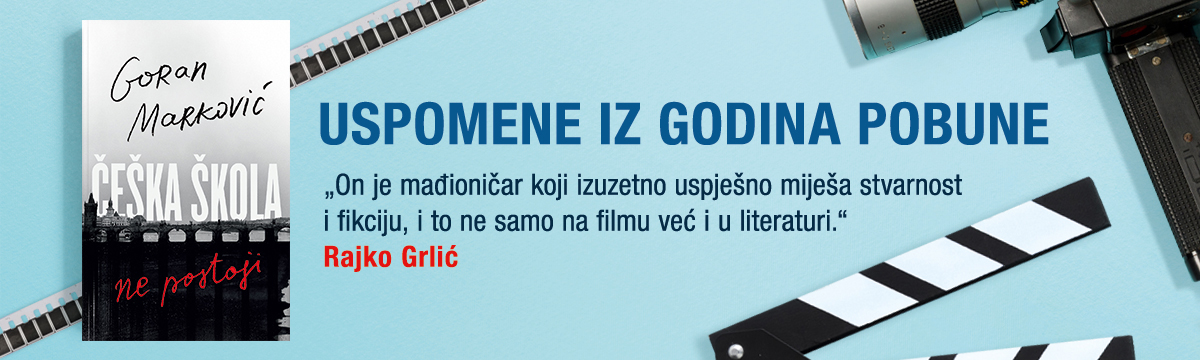 Goran
Marković
ČEŠKA ŠKOLA
ne postoji
USPOMENE IZ GODINA POBUNE
„On je mađioničar koji izuzetno uspješno miješa stvarnost
i fikciju, i to ne samo na filmu već i u literaturi.“
Rajko Grlić